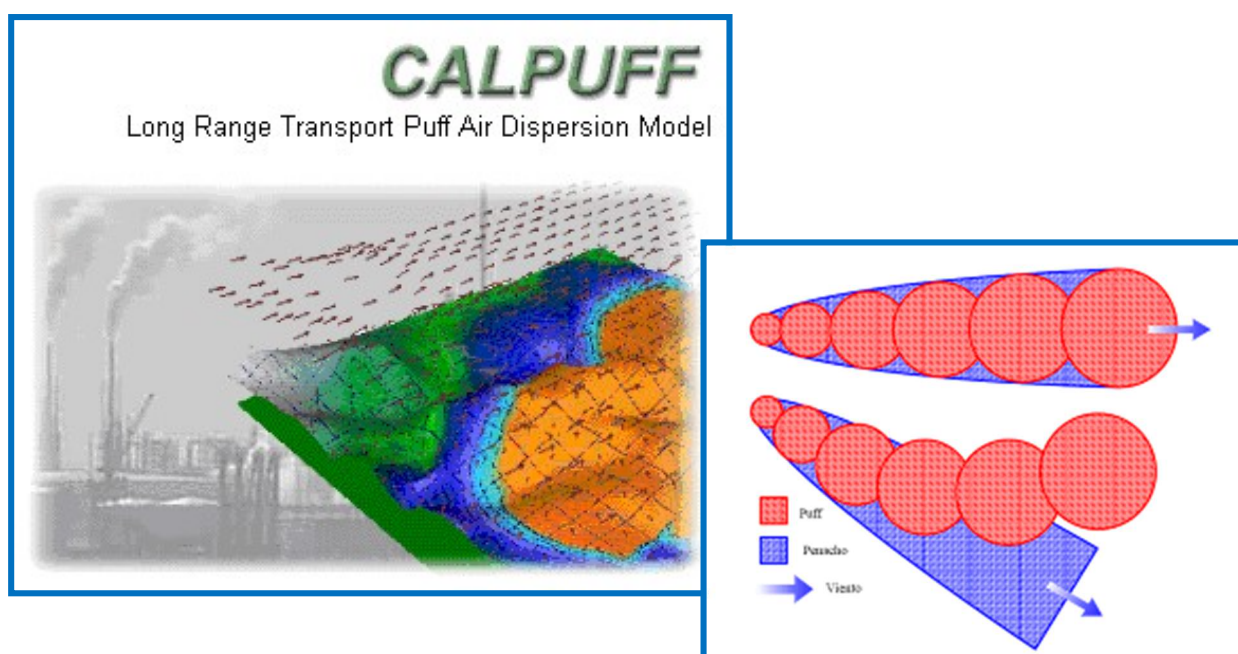 CALPUFF
Long Range Transport Puff Air Dispersion Model
Puff
Penacho
Viento